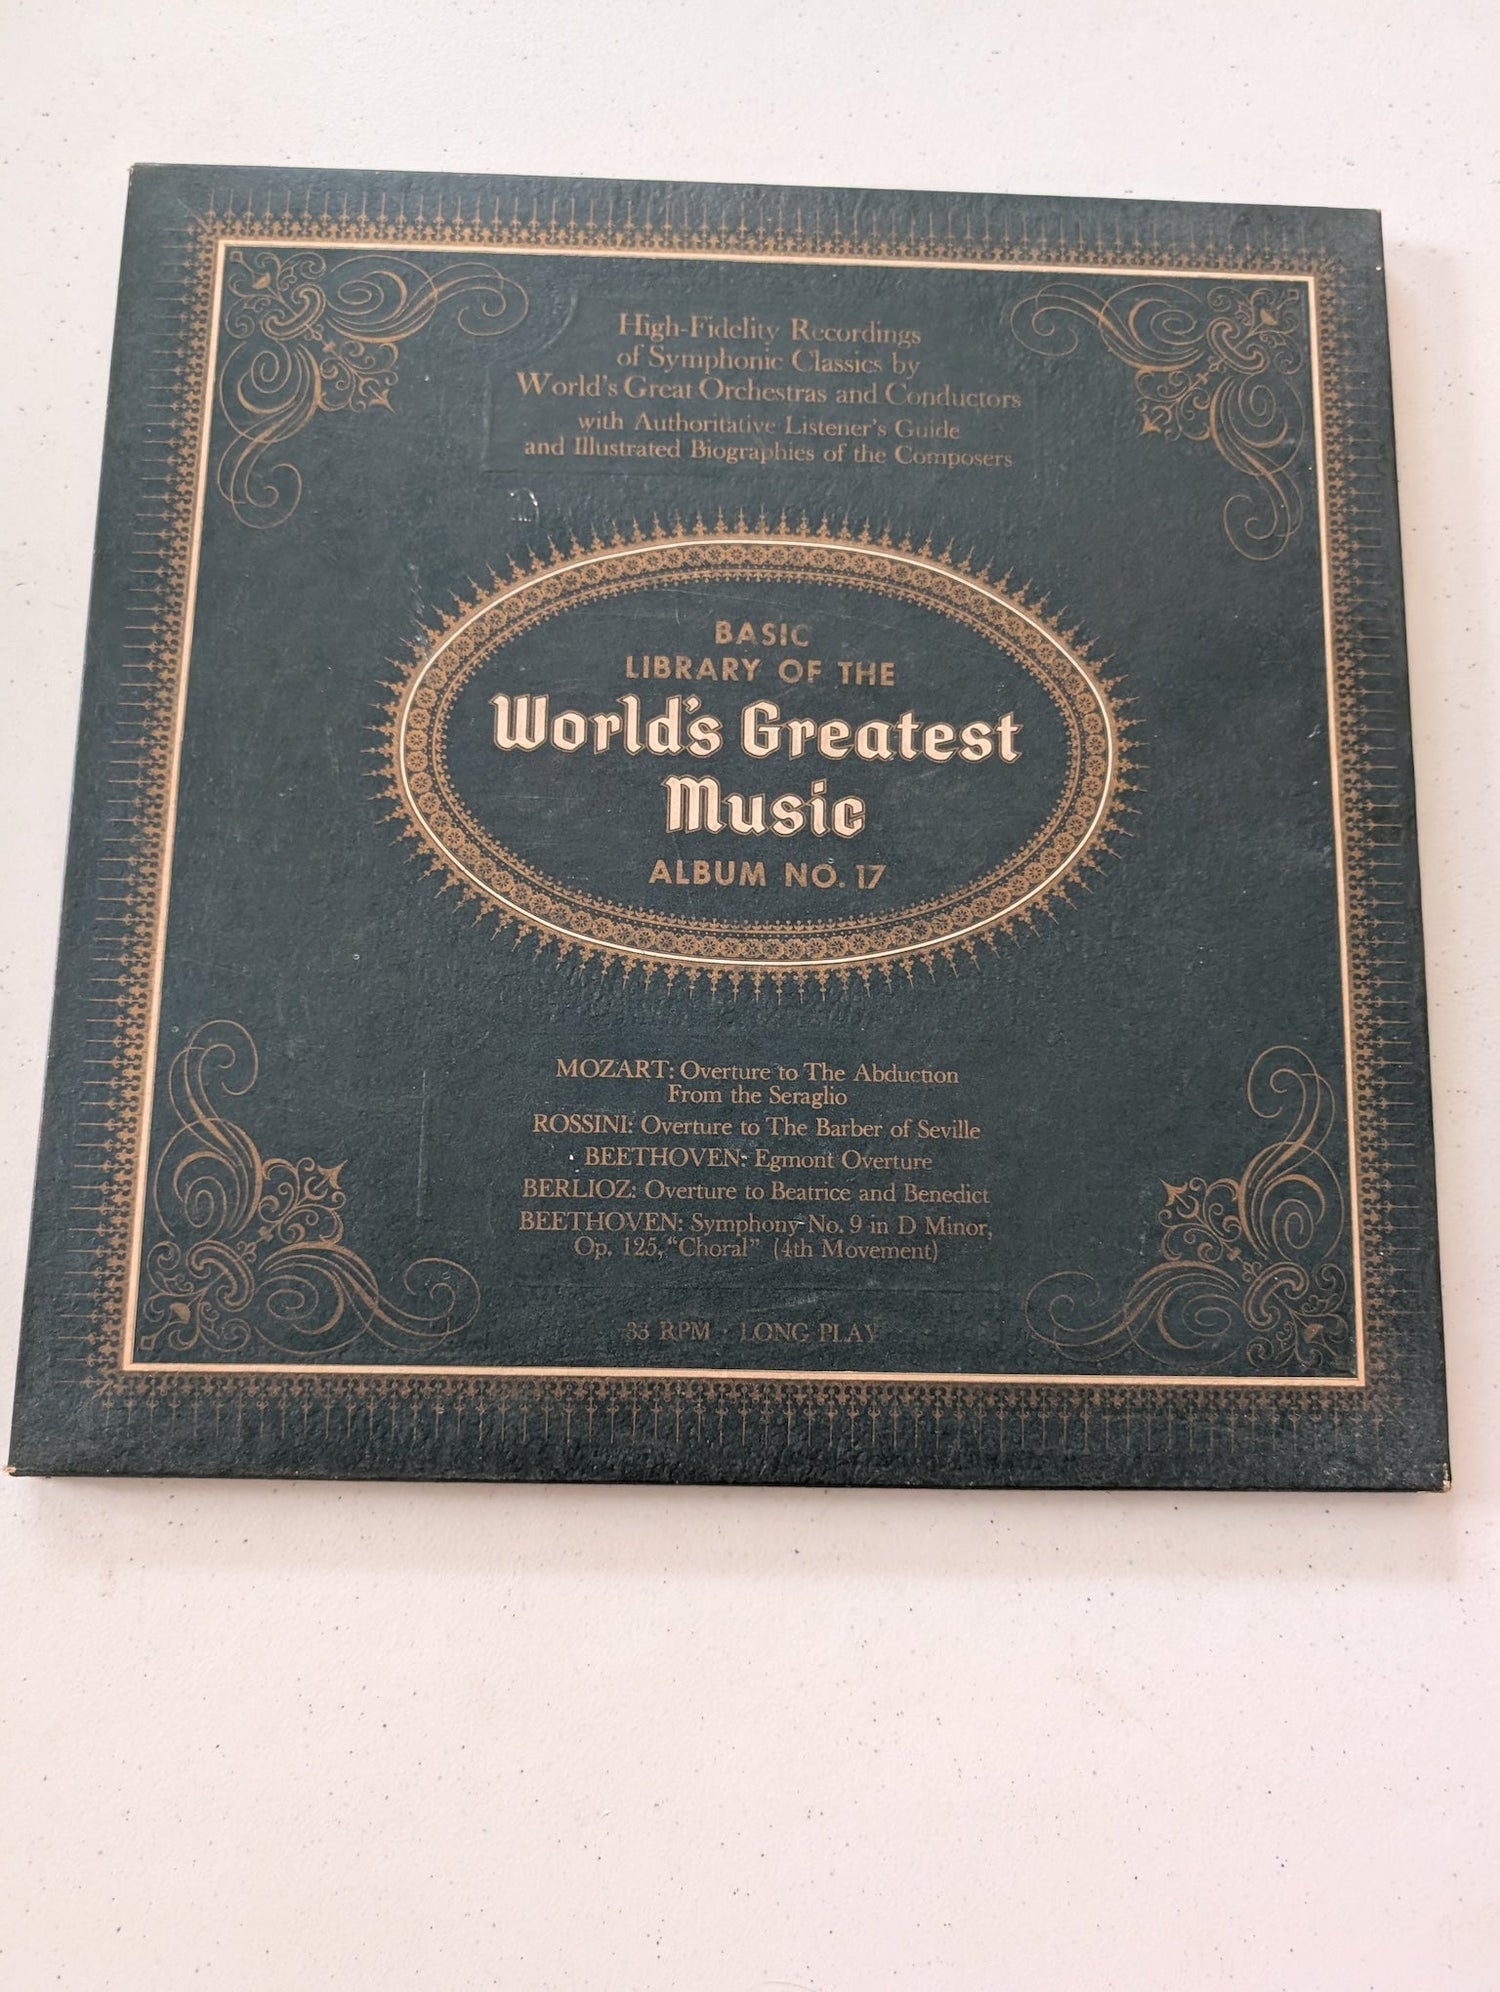 High-Fidelity Recordings
of Symphonic Classics by
World's Great Orchestras and Conductors
with Authoritative Listener's Guide
and Illustrated Biographies of the Composers
BASIC
LIBRARY OF THE
World's Greatest
Music
ALBUM NO. 17
MOZART: Overture to The Abduction
From the Seraglio
ROSSINI: Overture to The Barber of Seville
BEETHOVEN: Egmont Overture
BERLIOZ: Overture to Beatrice and Benedict
BEETHOVEN: Symphony No. 9 in D Minor,
Op. 125, "Choral" (4th Movement)
33 RPM · LONG PLAY